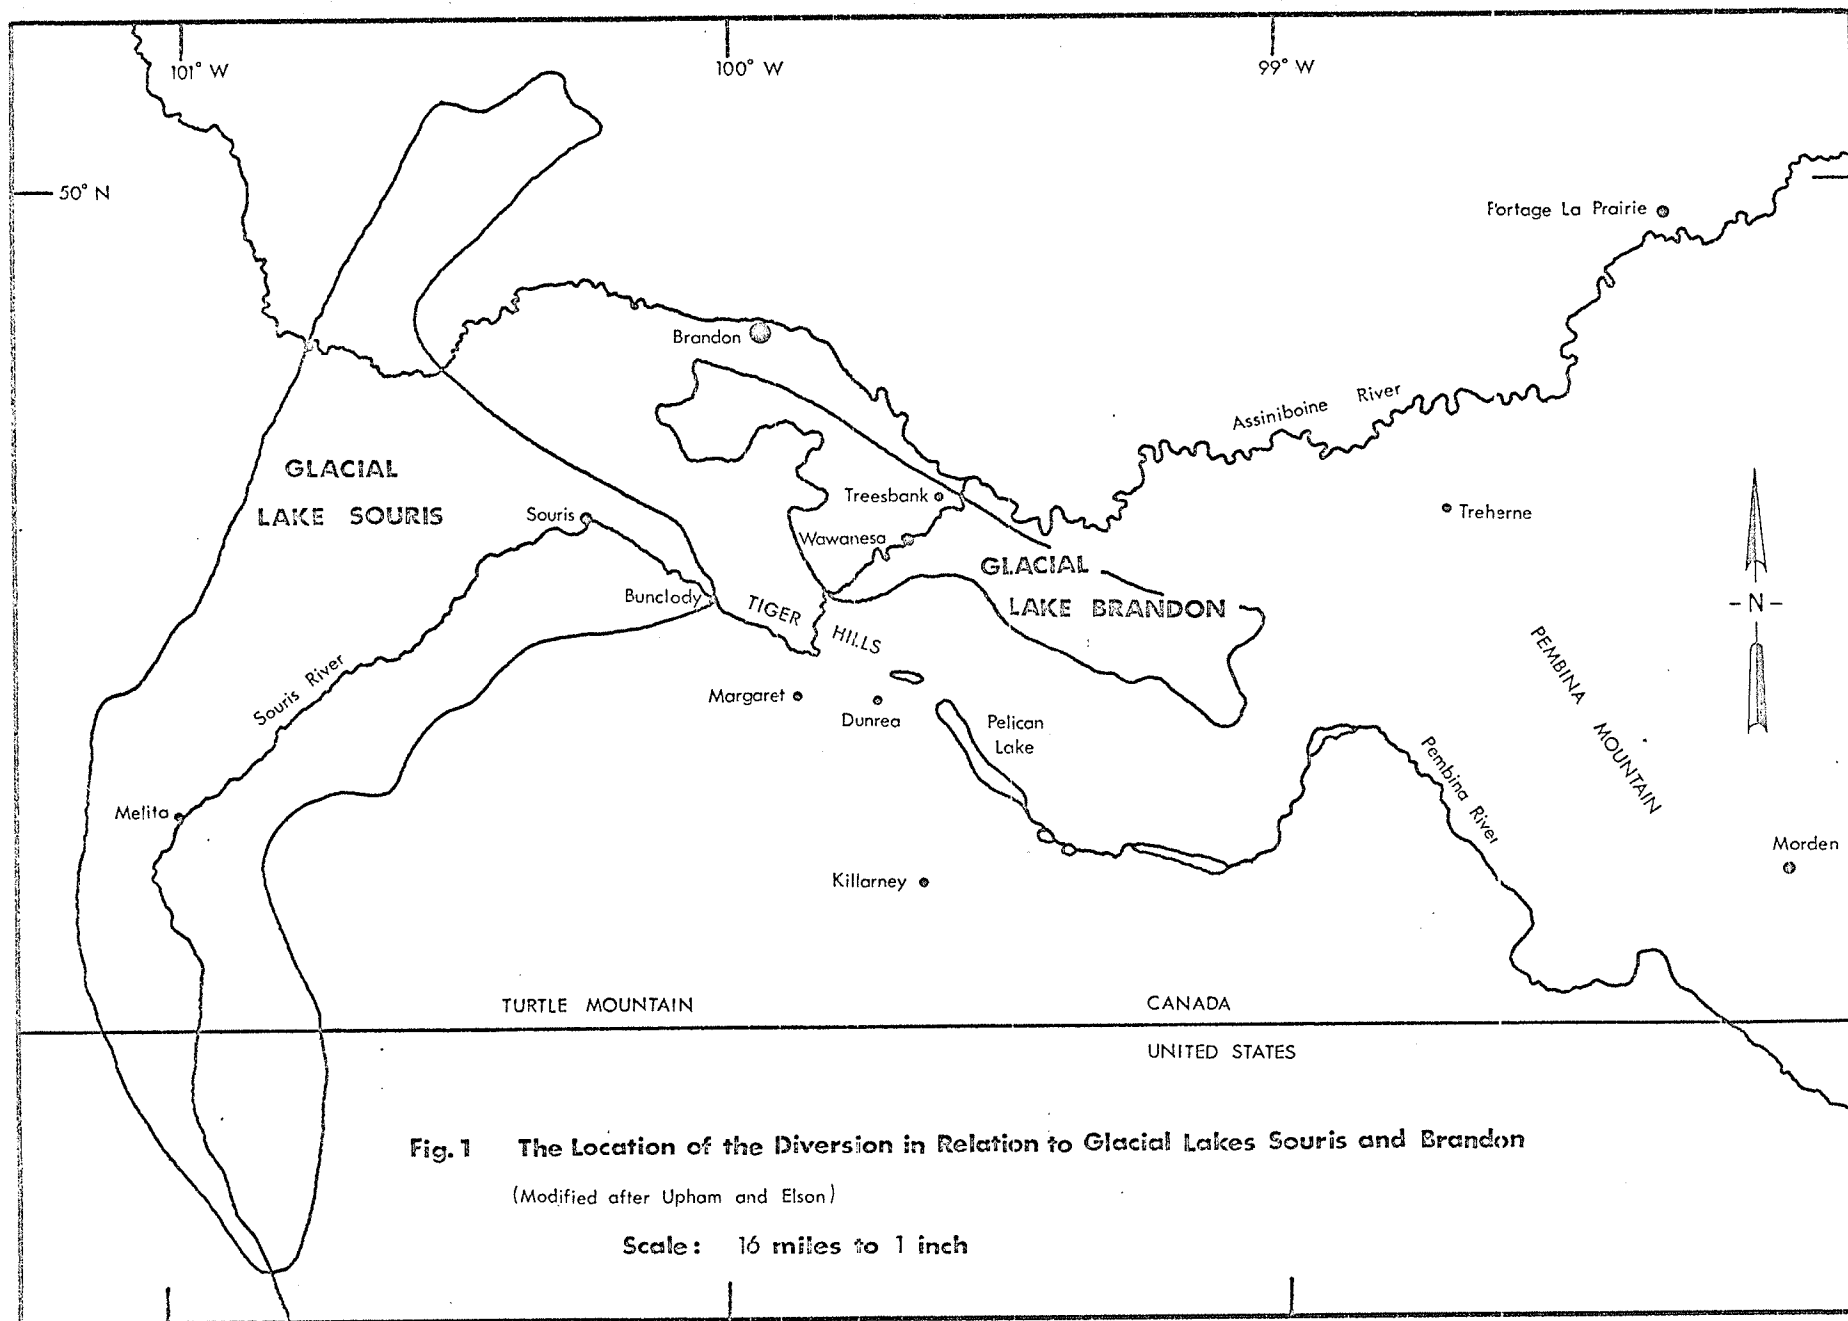 101° W
100° W
99° W
50° N
Portage La Prairie
Brandon
Assiniboine River
GLACIAL
LAKE SOURIS
Souris
Treesbank
Treherne
Wawanesa
GLACIAL
LAKE BRANDON
Bunclody
TIGER
HILLS
- N -
PEMBINA MOUNTAIN
Souris River
Margaret
Dunrea
Pelican
Lake
Pembina River
Melita
Morden
Killarney
TURTLE MOUNTAIN
CANADA
UNITED STATES
Fig. 1 The Location of the Diversion in Relation to Glacial Lakes Souris and Brandon
(Modified after Upham and Elson)
Scale: 16 miles to 1 inch